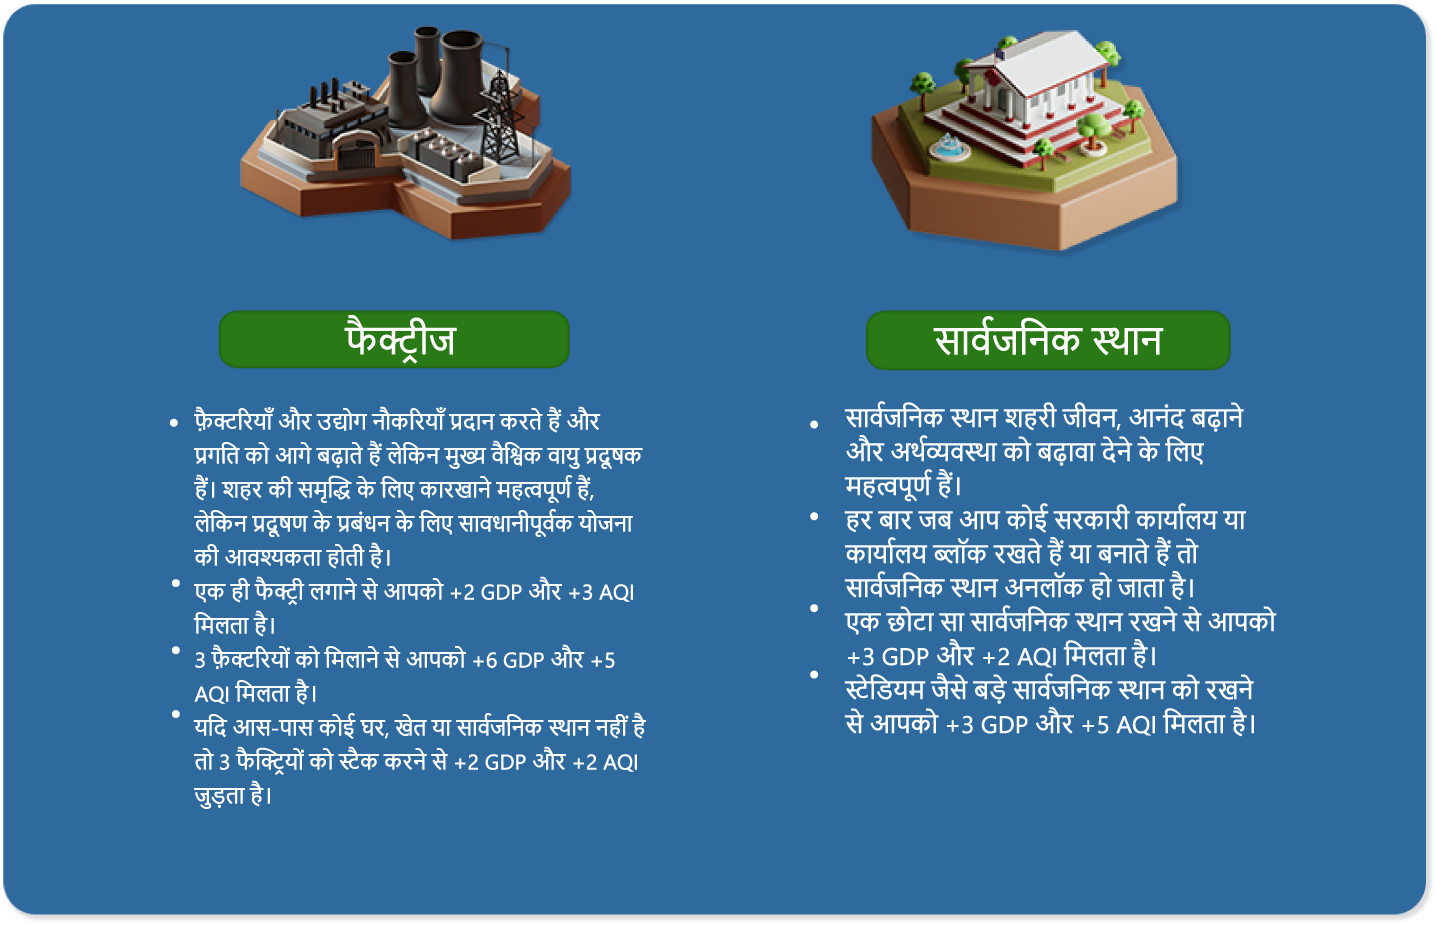 फैक्ट्रीज
फ़ैक्टरियाँ और उद्योग नौकरियाँ प्रदान करते हैं और
प्रगति को आगे बढ़ाते हैं लेकिन मुख्य वैश्विक वायु प्रदूषक
हैं। शहर की समृद्धि के लिए कारखाने महत्वपूर्ण हैं,
लेकिन प्रदूषण के प्रबंधन के लिए सावधानीपूर्वक योजना
की आवश्यकता होती है।
एक ही फैक्ट्री लगाने से आपको +2 GDP और +3 AQI
मिलता है।
3 फ़ैक्टरियों को मिलाने से आपको +6 GDP और +5
AQI मिलता है।
यदि आस-पास कोई घर, खेत या सार्वजनिक स्थान नहीं है
तो 3 फैक्ट्रियों को स्टैक करने से +2 GDP और +2 AQI
जुड़ता है।
सार्वजनिक स्थान
सार्वजनिक स्थान शहरी जीवन, आनंद बढ़ाने
और अर्थव्यवस्था को बढ़ावा देने के लिए
महत्वपूर्ण हैं।
हर बार जब आप कोई सरकारी कार्यालय या
कार्यालय ब्लॉक रखते हैं या बनाते हैं तो
सार्वजनिक स्थान अनलॉक हो जाता है।
एक छोटा सा सार्वजनिक स्थान रखने से आपको
+3 GDP और +2 AQI मिलता है।
स्टेडियम जैसे बड़े सार्वजनिक स्थान को रखने
से आपको +3 GDP और +5 AQI मिलता है।